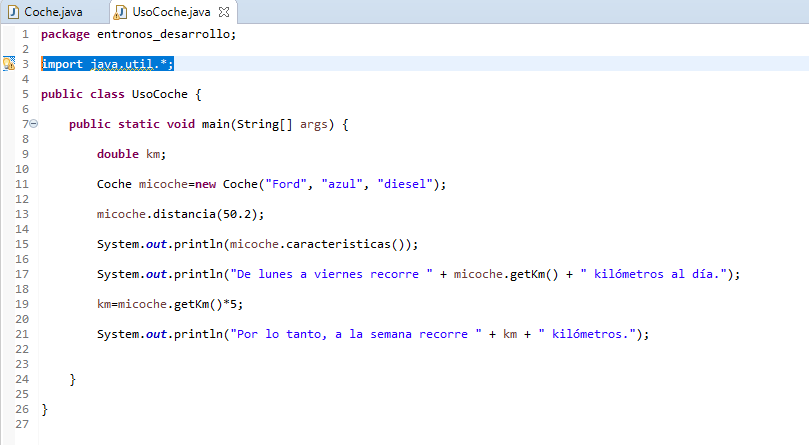 Coche.java UsoCoche.java
1 package entronos_desarrollo;
2
3 import java.util.*;
4
5 public class UsoCoche {
6
7 public static void main(String[] args) {
8
9 double km;
10
11 Coche micoche=new Coche("Ford", "azul", "diesel");
12
13 micoche.distancia(50.2);
14
15 System.out.println(micoche.caracteristicas());
16
17 System.out.println("De lunes a viernes recorre " + micoche.getKm() + " kilómetros al día.");
18
19 km=micoche.getKm()*5;
20
21 System.out.println("Por lo tanto, a la semana recorre " + km + " kilómetros.");
22
23
24 }
25
26 }
27